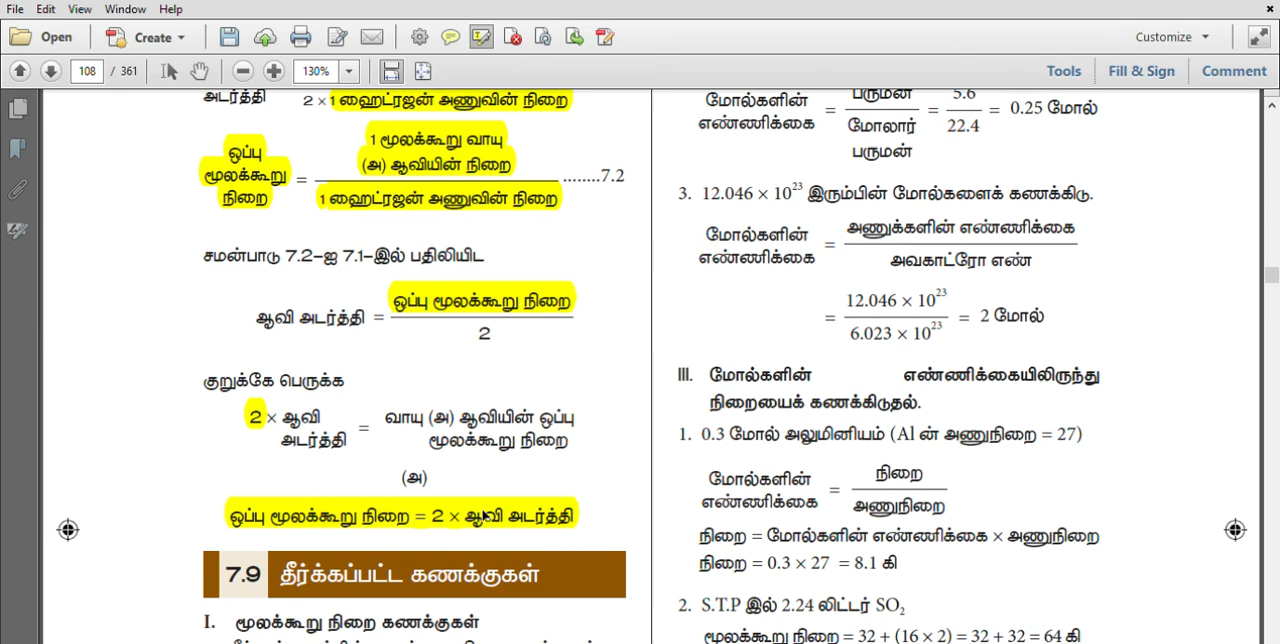 File Edit View Window Help
Open Create Customize
108 / 361 130% Tools Fill & Sign Comment
அடர்த்தி 2 × 1 ஹைட்ரஜன் அணுவின் நிறை
ஒப்பு
மூலக்கூறு
நிறை
=
1 மூலக்கூறு வாயு
(அ) ஆவியின் நிறை
1 ஹைட்ரஜன் அணுவின் நிறை
........7.2
சமன்பாடு 7.2–ஐ 7.1–இல் பதிலியிட
ஆவி அடர்த்தி =
ஒப்பு மூலக்கூறு நிறை
2
குறுக்கே பெருக்க
2 × ஆவி
அடர்த்தி
=
வாயு (அ) ஆவியின் ஒப்பு
மூலக்கூறு நிறை
(அ)
ஒப்பு மூலக்கூறு நிறை = 2 × ஆவி அடர்த்தி
7.9 தீர்க்கப்பட்ட கணக்குகள்
I. மூலக்கூறு நிறை கணக்குகள்
மோல்களின்
எண்ணிக்கை
=
பருமன்
மோலார்
பருமன்
=
5.6
22.4
= 0.25 மோல்
3. 12.046 × 10²³ இரும்பின் மோல்களைக் கணக்கிடு.
மோல்களின்
எண்ணிக்கை
=
அணுக்களின் எண்ணிக்கை
அவகாட்ரோ எண்
=
12.046 × 10²³
6.023 × 10²³
= 2 மோல்
III. மோல்களின் எண்ணிக்கையிலிருந்து
நிறையைக் கணக்கிடுதல்.
1. 0.3 மோல் அலுமினியம் (Al ன் அணுநிறை = 27)
மோல்களின்
எண்ணிக்கை
=
நிறை
அணுநிறை
நிறை = மோல்களின் எண்ணிக்கை × அணுநிறை
நிறை = 0.3 × 27 = 8.1 கி
2. S.T.P இல் 2.24 லிட்டர் SO₂
மூலக்கூறு நிறை = 32 + (16 × 2) = 32 + 32 = 64 கி